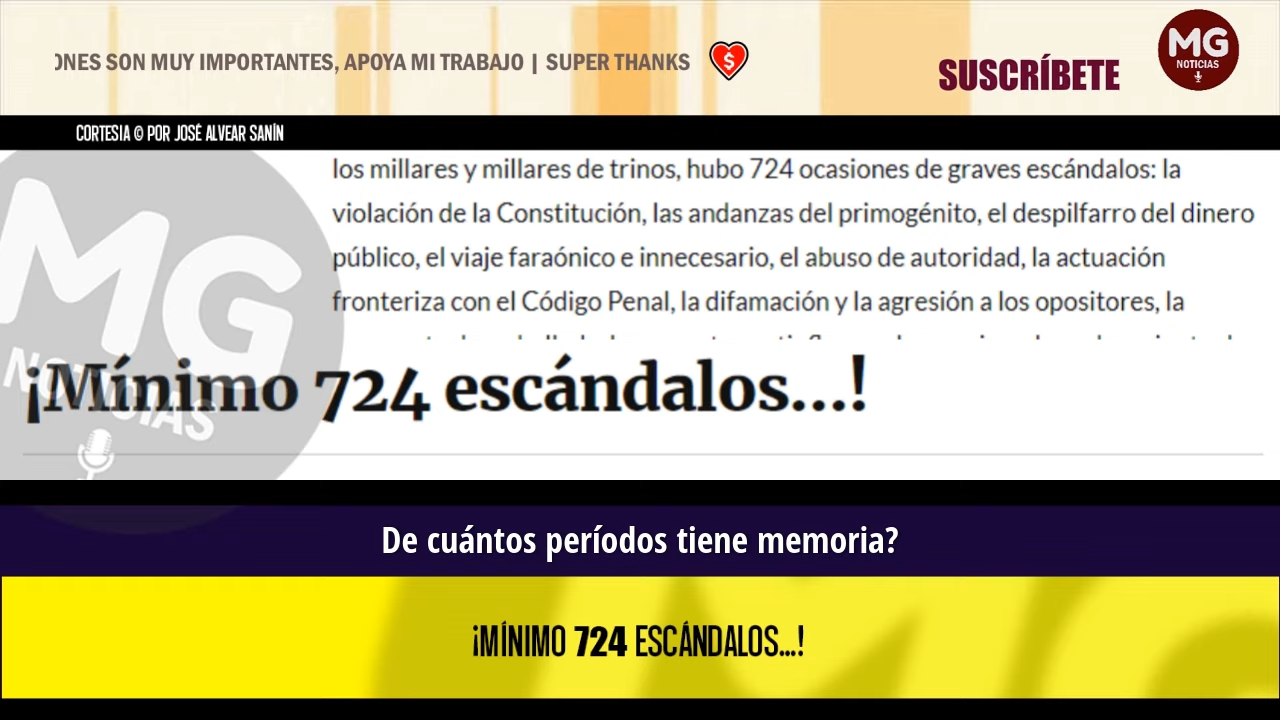 ONES SON MUY IMPORTANTES, APOYA MI TRABAJO | SUPER THANKS
$
SUSCRÍBETE
MG
NOTICIAS
CORTESIA © POR JOSÉ ALVEAR SANÍN
los millares y millares de trinos, hubo 724 ocasiones de graves escándalos: la
violación de la Constitución, las andanzas del primogénito, el despilfarro del dinero
público, el viaje faraónico e innecesario, el abuso de autoridad, la actuación
fronteriza con el Código Penal, la difamación y la agresión a los opositores, la
MG
NOTICIAS
¡Mínimo 724 escándalos...!
De cuántos períodos tiene memoria?
¡MÍNIMO 724 ESCÁNDALOS...!